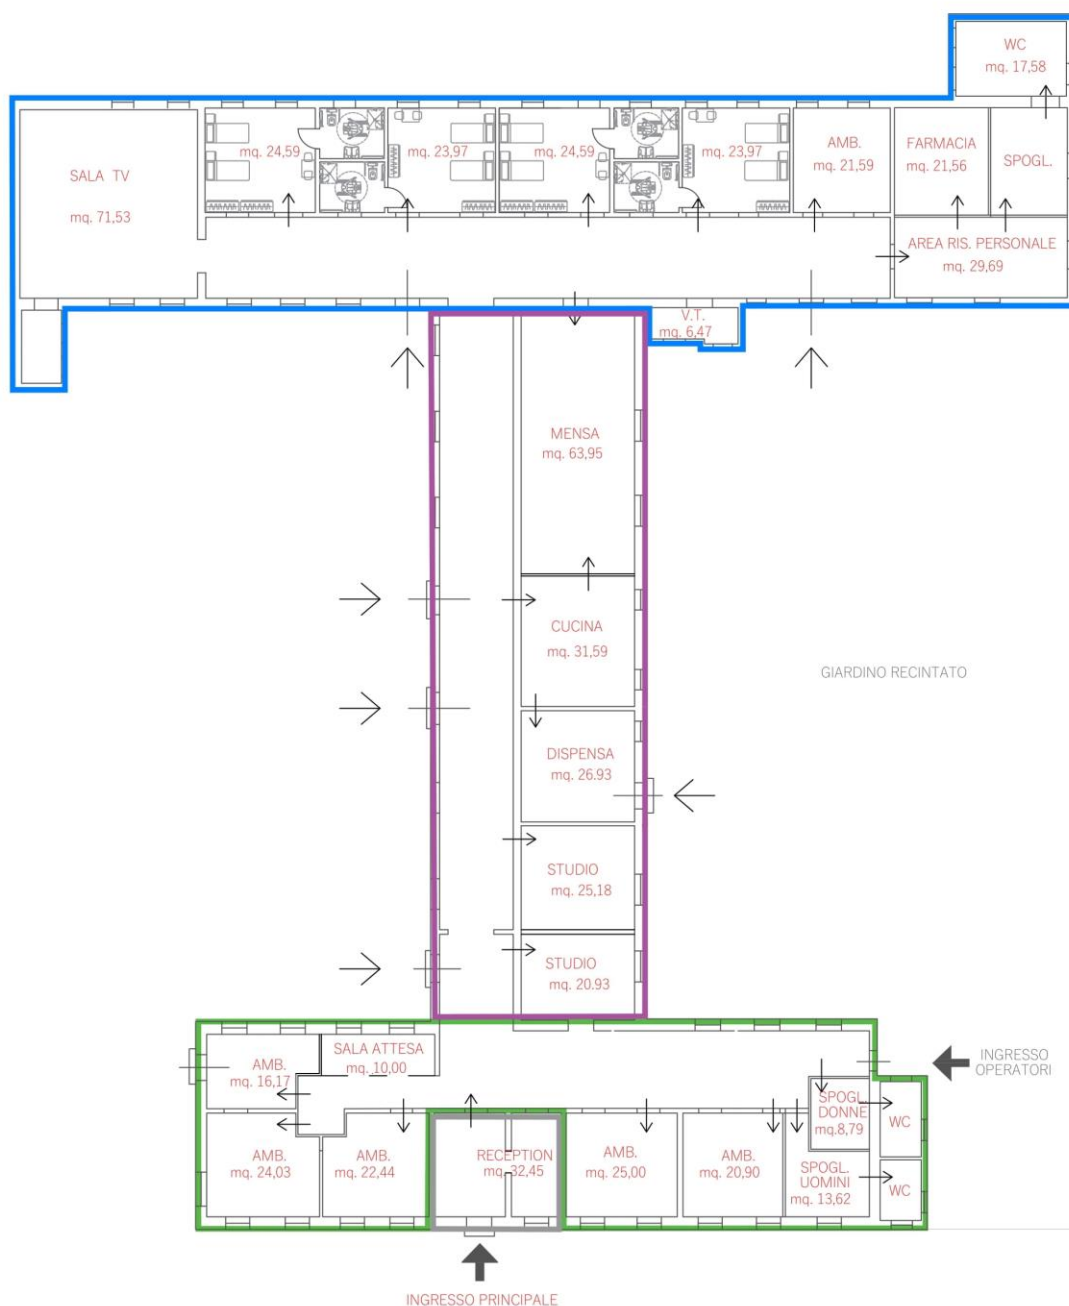 WC
mq. 17,58
SALA TV
mq. 71,53
mq. 24,59
mq. 23,97
mq. 24,59
mq. 23,97
AMB.
mq. 21,59
FARMACIA
mq. 21,56
SPOGL.
AREA RIS. PERSONALE
mq. 29,69
V.T.
mq. 6,47
MENSA
mq. 63,95
CUCINA
mq. 31,59
GIARDINO RECINTATO
DISPENSA
mq. 26.93
STUDIO
mq. 25,18
STUDIO
mq. 20.93
AMB.
mq. 16,17
SALA ATTESA
mq. 10,00
INGRESSO
OPERATORI
SPOGL.
DONNE
mq.8,79
WC
AMB.
mq. 24,03
AMB.
mq. 22,44
RECEPTION
mq. 32,45
AMB.
mq. 25,00
AMB.
mq. 20,90
SPOGL.
UOMINI
mq. 13,62
WC
INGRESSO PRINCIPALE